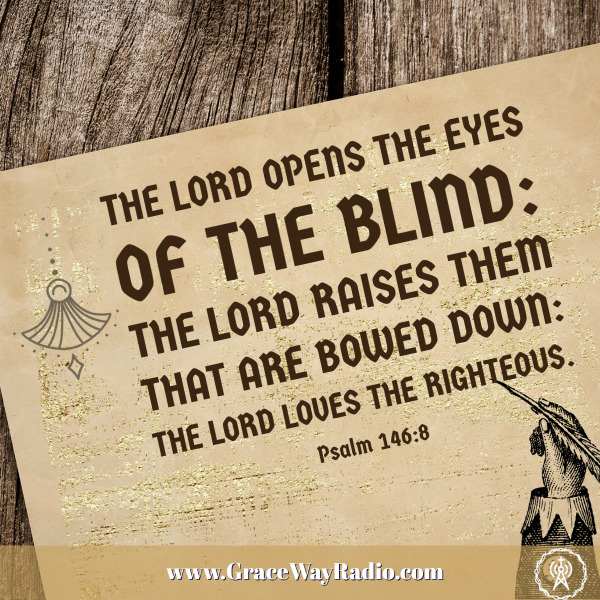 THE LORD OPENS THE EYES
OF THE BLIND:
THE LORD RAISES THEM
THAT ARE BOWED DOWN:
THE LORD LOVES THE RIGHTEOUS.
Psalm 146:8
www.GraceWayRadio.com